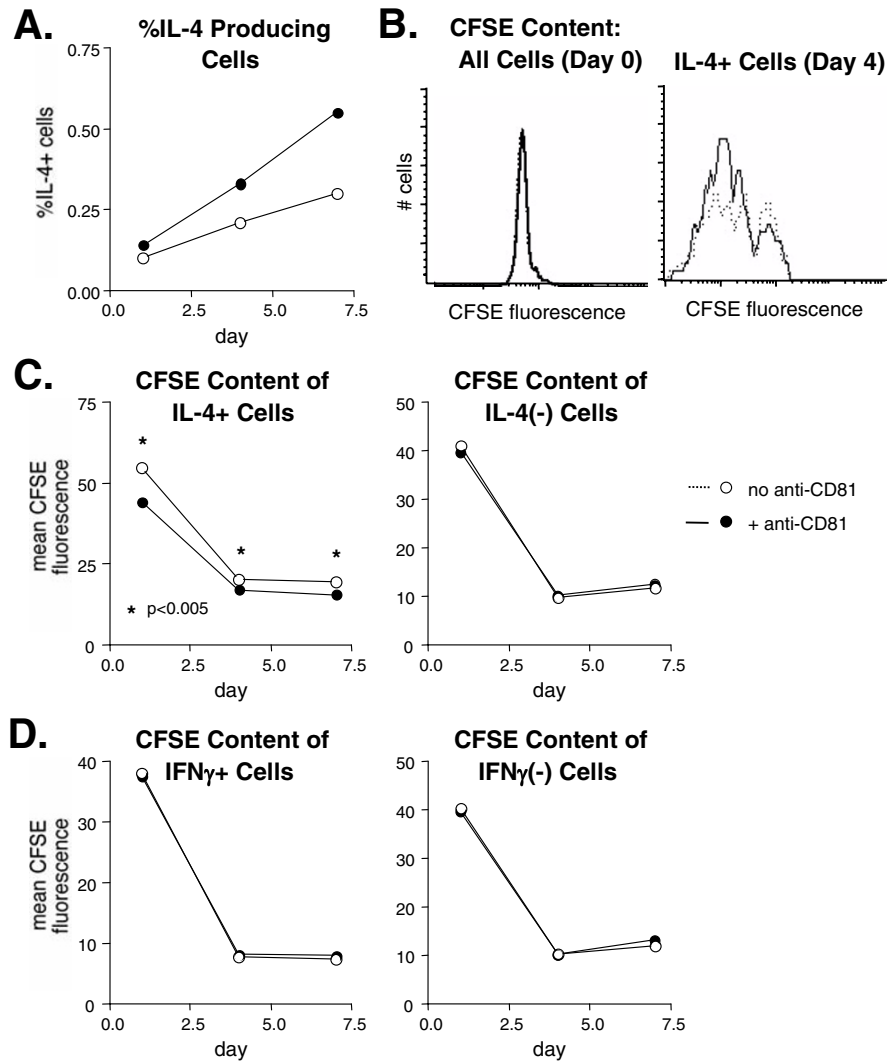 A.
%IL-4 Producing
Cells
0.75
0.50
0.25
0.00
%IL-4+ cells
0.0 2.5 5.0 7.5
day
B.
CFSE Content:
All Cells (Day 0)
IL-4+ Cells (Day 4)
# cells
CFSE fluorescence
CFSE fluorescence
C.
CFSE Content of
IL-4+ Cells
75
50
25
0
mean CFSE
fluorescence
*
*
*
* p<0.005
0.0 2.5 5.0 7.5
day
CFSE Content of
IL-4(-) Cells
50
40
30
20
10
0
0.0 2.5 5.0 7.5
day
no anti-CD81
+ anti-CD81
D.
CFSE Content of
IFNγ+ Cells
40
30
20
10
0
mean CFSE
fluorescence
0.0 2.5 5.0 7.5
day
CFSE Content of
IFNγ(-) Cells
50
40
30
20
10
0
0.0 2.5 5.0 7.5
day